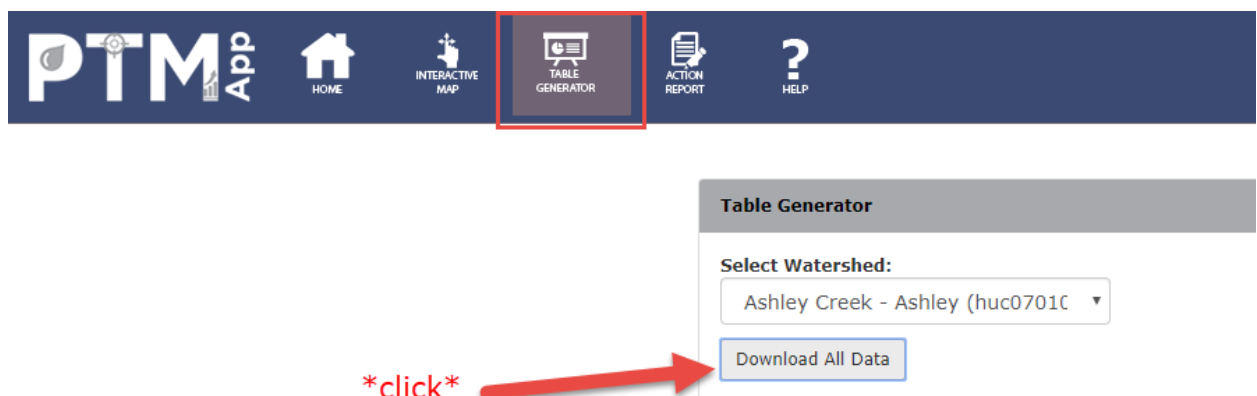 PTM App
HOME
INTERACTIVE
MAP
TABLE
GENERATOR
ACTION
REPORT
?
HELP
Table Generator
Select Watershed:
Ashley Creek - Ashley (huc0701C
Download All Data
*click*